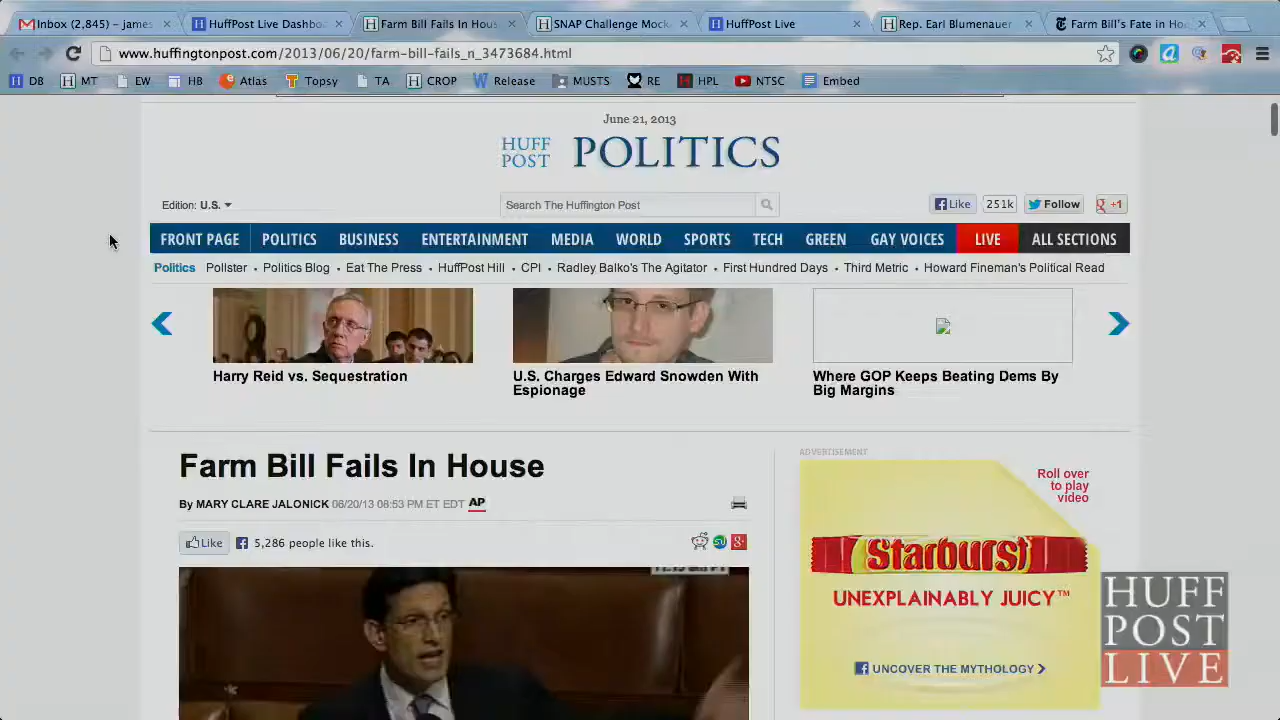 Inbox (2,845) – james
HuffPost Live Dashbo
Farm Bill Fails In Hous
SNAP Challenge Mock
HuffPost Live
Rep. Earl Blumenauer
Farm Bill's Fate in Ho
www.huffingtonpost.com/2013/06/20/farm-bill-fails_n_3473684.html
DB MT EW HB Atlas Topsy TA CROP Release MUSTS RE HPL NTSC Embed
June 21, 2013
HUFF
POST
POLITICS
Edition: U.S.
Search The Huffington Post
Like 251k Follow +1
FRONT PAGE POLITICS BUSINESS ENTERTAINMENT MEDIA WORLD SPORTS TECH GREEN GAY VOICES LIVE ALL SECTIONS
Politics Pollster • Politics Blog • Eat The Press • HuffPost Hill • CPI • Radley Balko's The Agitator • First Hundred Days • Third Metric • Howard Fineman's Political Read
Harry Reid vs. Sequestration
U.S. Charges Edward Snowden With
Espionage
Where GOP Keeps Beating Dems By
Big Margins
Farm Bill Fails In House
By MARY CLARE JALONICK 06/20/13 08:53 PM ET EDT AP
Like 5,286 people like this.
ADVERTISEMENT
Roll over
to play
video
Starburst
UNEXPLAINABLY JUICY™
UNCOVER THE MYTHOLOGY
HUFF
POST
LIVE